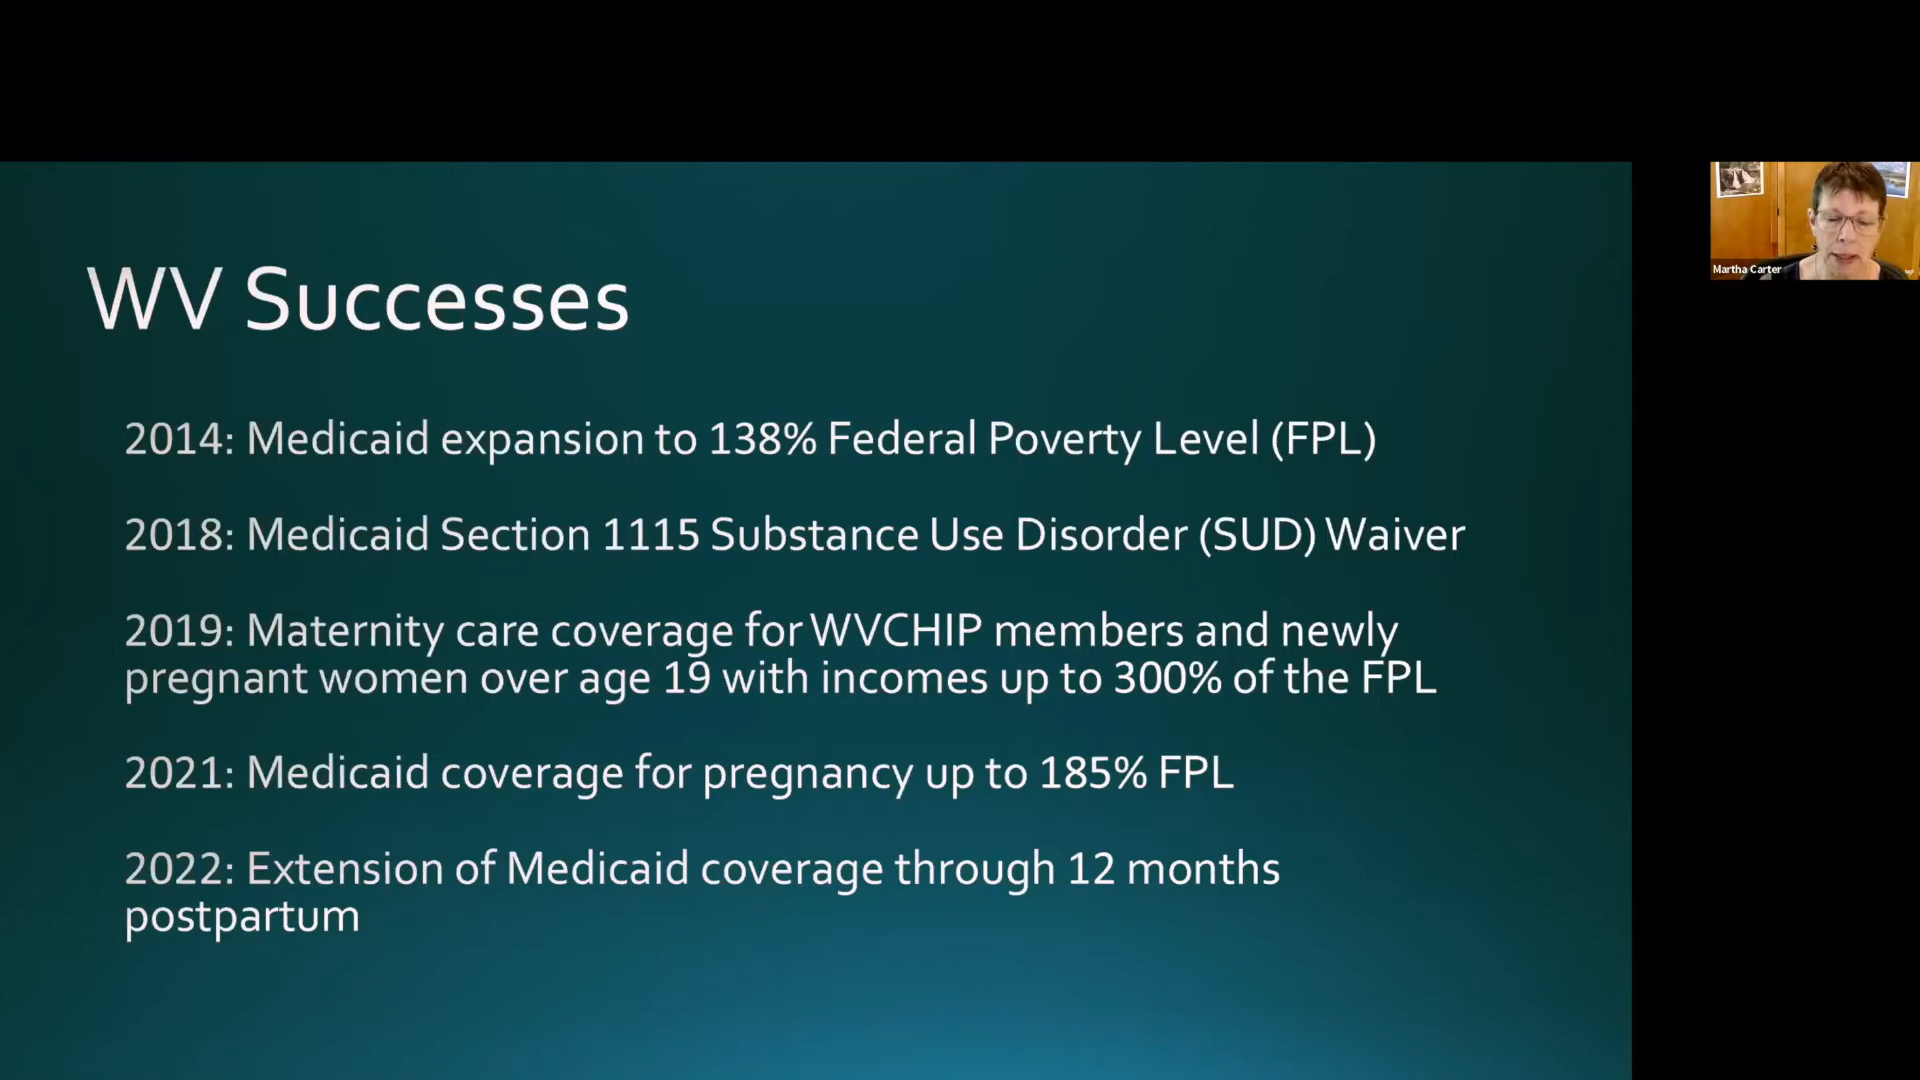 WV Successes
2014: Medicaid expansion to 138% Federal Poverty Level (FPL)
2018: Medicaid Section 1115 Substance Use Disorder (SUD) Waiver
2019: Maternity care coverage for WVCHIP members and newly
pregnant women over age 19 with incomes up to 300% of the FPL
2021: Medicaid coverage for pregnancy up to 185% FPL
2022: Extension of Medicaid coverage through 12 months
postpartum
Martha Carter